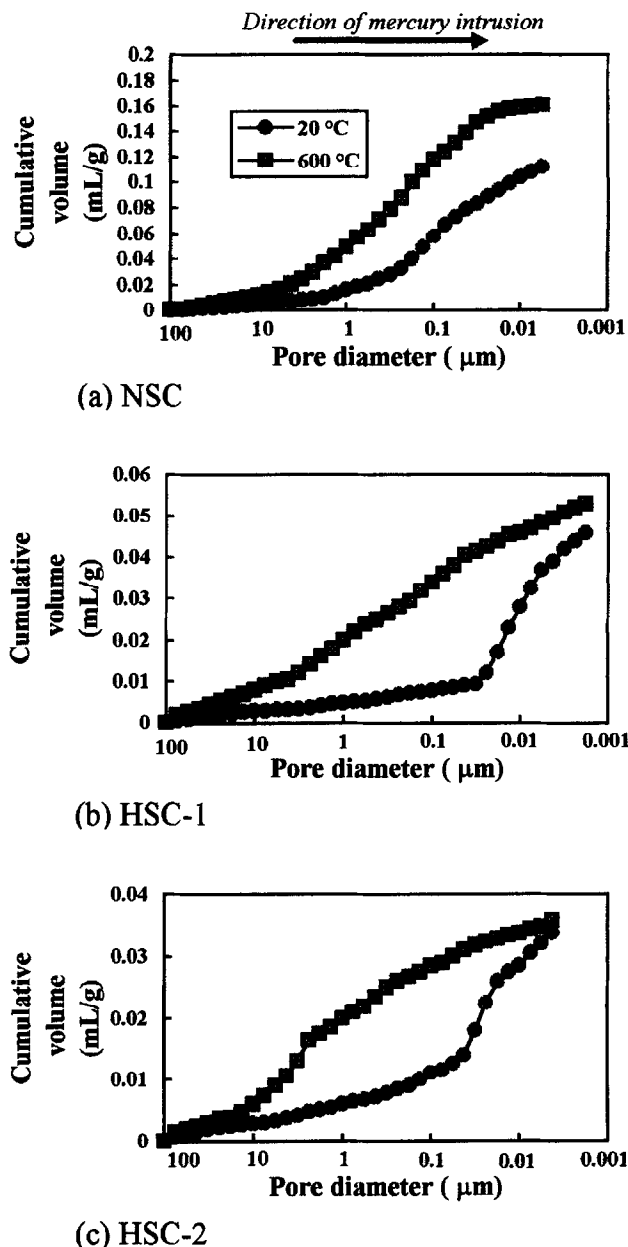 Direction of mercury intrusion
0.2
0.18
0.16
0.14
0.12
0.1
0.08
0.06
0.04
0.02
0
Cumulative
volume
(mL/g)
20 °C
600 °C
100 10 1 0.1 0.01 0.001
Pore diameter ( μm)
(a) NSC
0.06
0.05
0.04
0.03
0.02
0.01
0
Cumulative
volume
(mL/g)
100 10 1 0.1 0.01 0.001
Pore diameter ( μm)
(b) HSC-1
0.04
0.03
0.02
0.01
0
Cumulative
volume
(mL/g)
100 10 1 0.1 0.01 0.001
Pore diameter ( μm)
(c) HSC-2